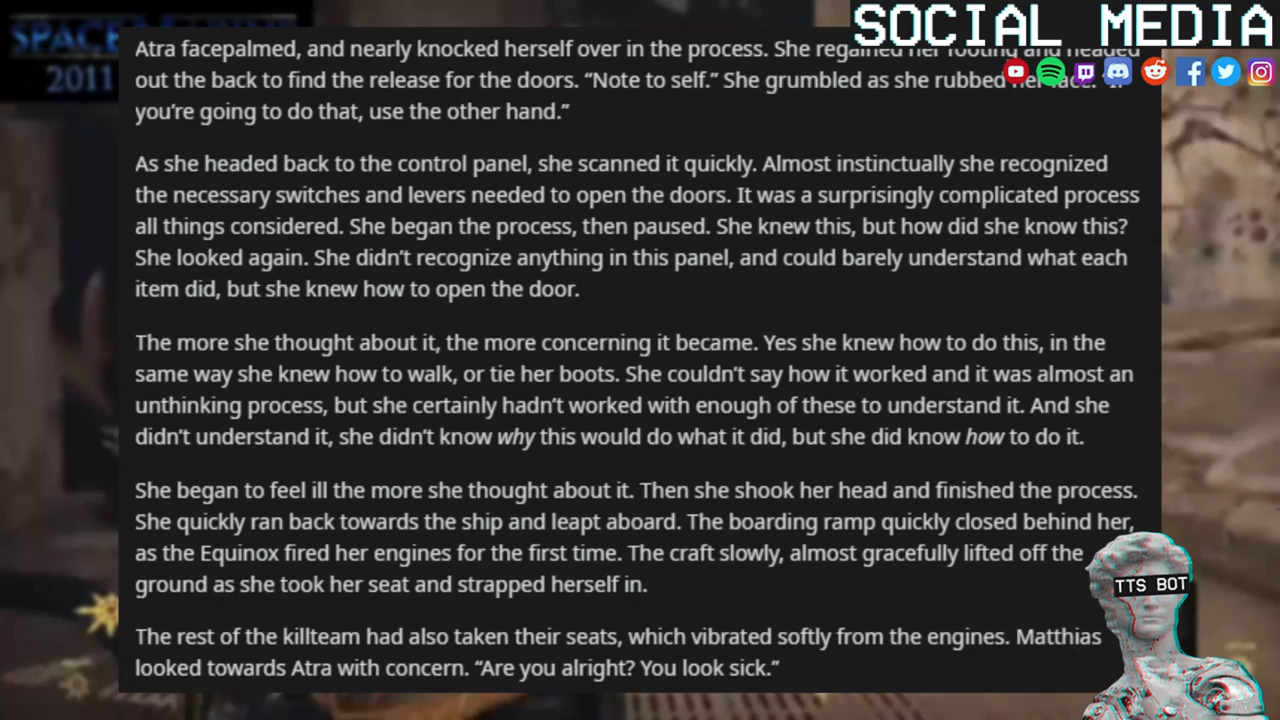 SOCIAL MEDIA
SPACE
2011
Atra facepalmed, and nearly knocked herself over in the process. She regained her footing and headed
out the back to find the release for the doors. “Note to self.” She grumbled as she rubbed her face. “If
you’re going to do that, use the other hand.”
As she headed back to the control panel, she scanned it quickly. Almost instinctually she recognized
the necessary switches and levers needed to open the doors. It was a surprisingly complicated process
all things considered. She began the process, then paused. She knew this, but how did she know this?
She looked again. She didn’t recognize anything in this panel, and could barely understand what each
item did, but she knew how to open the door.
The more she thought about it, the more concerning it became. Yes she knew how to do this, in the
same way she knew how to walk, or tie her boots. She couldn’t say how it worked and it was almost an
unthinking process, but she certainly hadn’t worked with enough of these to understand it. And she
didn’t understand it, she didn’t know why this would do what it did, but she did know how to do it.
She began to feel ill the more she thought about it. Then she shook her head and finished the process.
She quickly ran back towards the ship and leapt aboard. The boarding ramp quickly closed behind her,
as the Equinox fired her engines for the first time. The craft slowly, almost gracefully lifted off the
ground as she took her seat and strapped herself in.
The rest of the killteam had also taken their seats, which vibrated softly from the engines. Matthias
looked towards Atra with concern. “Are you alright? You look sick.”
TTS BOT